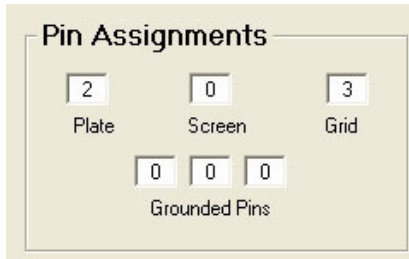 Pin Assignments
2 0 3
Plate Screen Grid
0 0 0
Grounded Pins